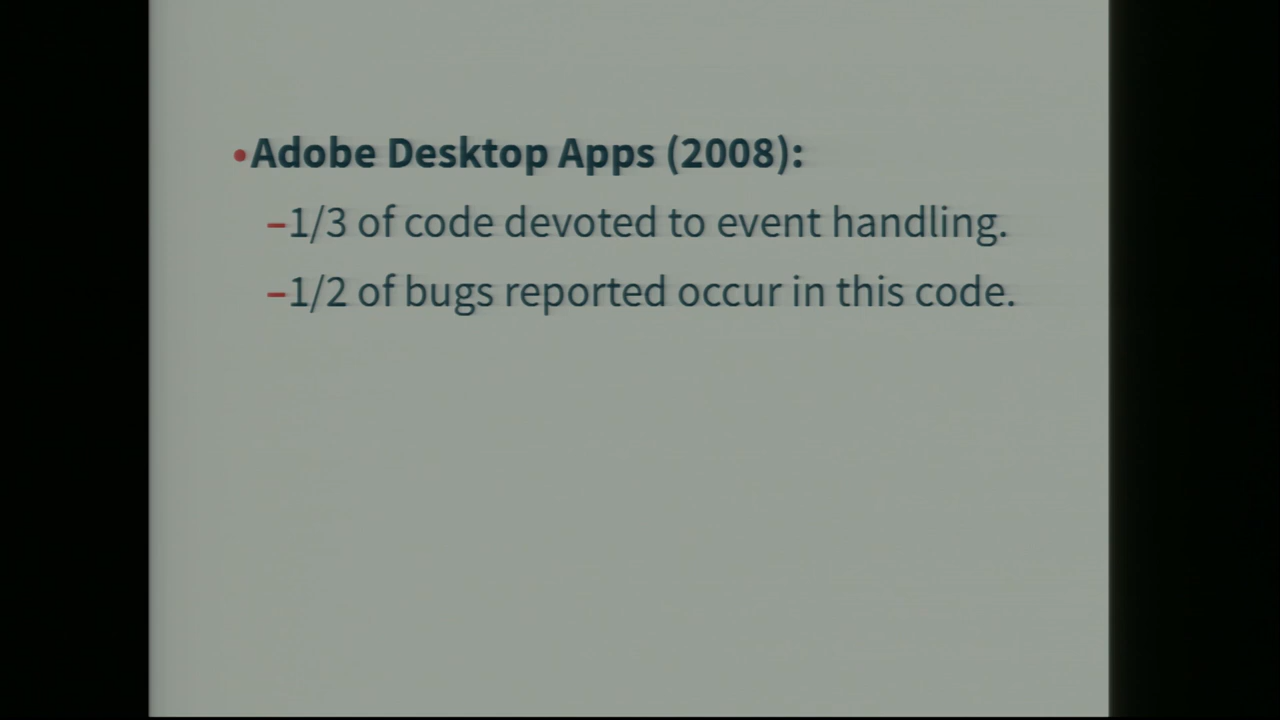 •Adobe Desktop Apps (2008):
–1/3 of code devoted to event handling.
–1/2 of bugs reported occur in this code.